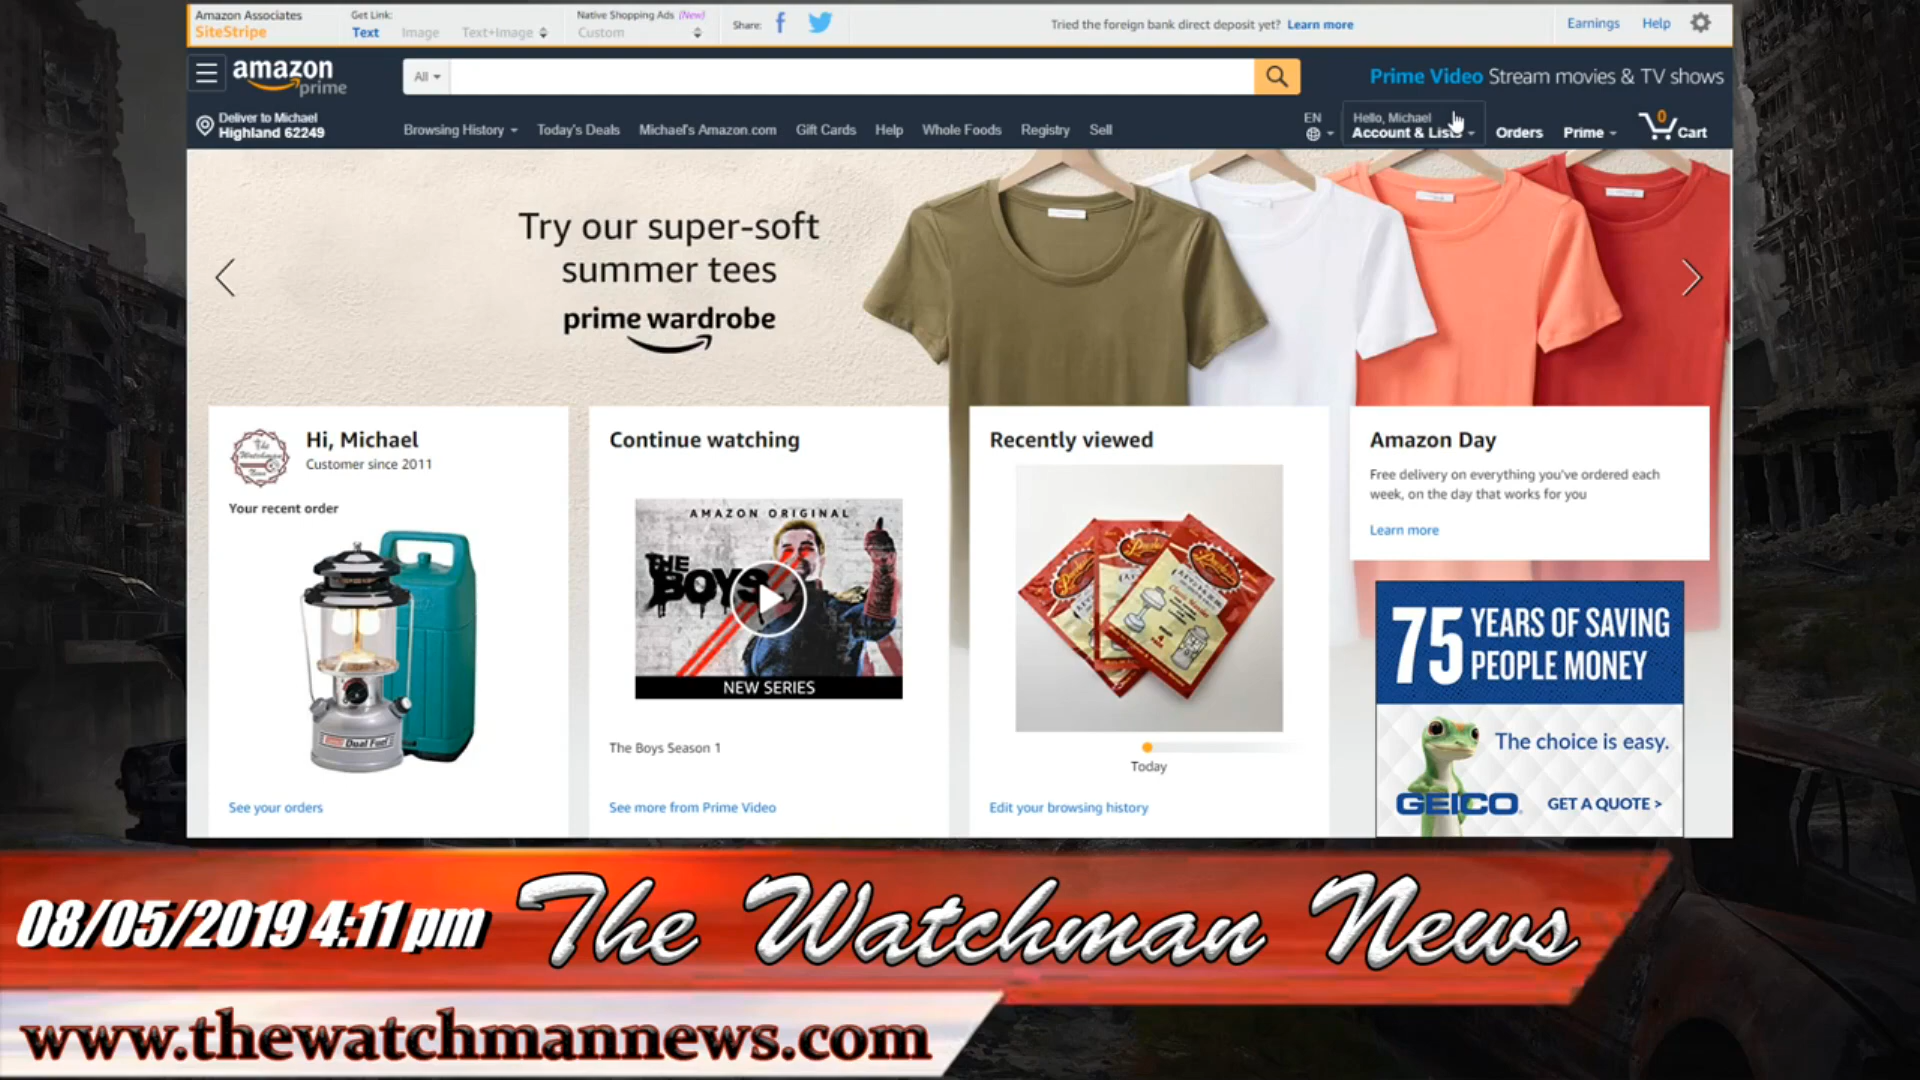 Amazon Associates
SiteStripe
Get Link:
Text Image Text+Image
Native Shopping Ads (New)
Custom
Share:
Tried the foreign bank direct deposit yet? Learn more
Earnings Help
amazon
prime
All
Prime Video Stream movies & TV shows
Deliver to Michael
Highland 62249
Browsing History Today's Deals Michael's Amazon.com Gift Cards Help Whole Foods Registry Sell
EN
Hello, Michael
Account & Lists
Orders Prime
0
Cart
Try our super-soft
summer tees
prime wardrobe
Hi, Michael
Customer since 2011
The
Watchman
News
Your recent order
Dual Fuel
See your orders
Continue watching
AMAZON ORIGINAL
THE
BOYS
NEW SERIES
The Boys Season 1
See more from Prime Video
Recently viewed
Today
Edit your browsing history
Amazon Day
Free delivery on everything you've ordered each
week, on the day that works for you
Learn more
75 YEARS OF SAVING
PEOPLE MONEY
The choice is easy.
GEICO
GET A QUOTE >
08/05/2019 4:11 pm
The Watchman News
www.thewatchmannews.com